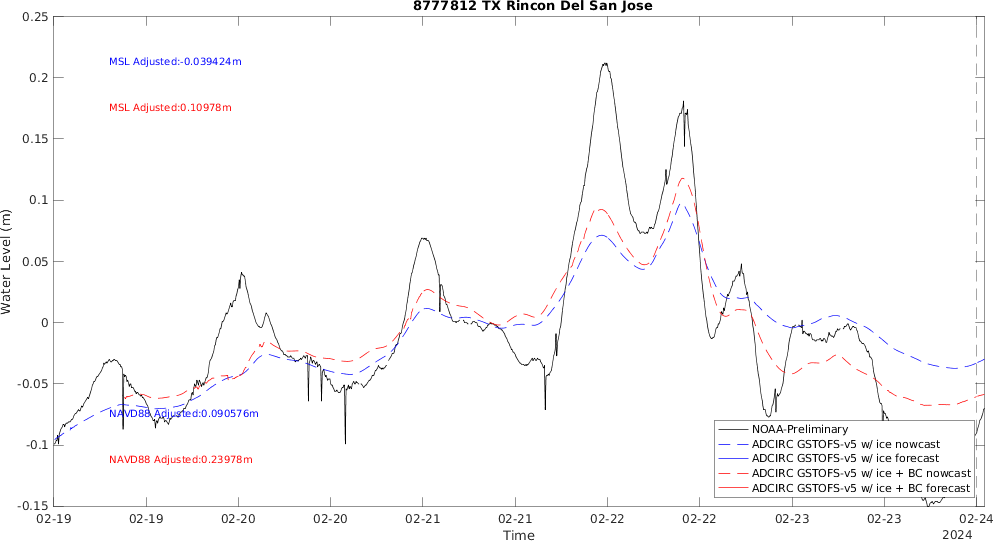 8777812 TX Rincon Del San Jose
0.25
0.2
0.15
0.1
0.05
0
-0.05
-0.1
-0.15
Water Level (m)
MSL Adjusted:-0.039424m
MSL Adjusted:0.10978m
NAVD88 Adjusted:0.090576m
NAVD88 Adjusted:0.23978m
NOAA-Preliminary
ADCIRC GSTOFS-v5 w/ ice nowcast
ADCIRC GSTOFS-v5 w/ ice forecast
ADCIRC GSTOFS-v5 w/ ice + BC nowcast
ADCIRC GSTOFS-v5 w/ ice + BC forecast
02-19 02-19 02-20 02-20 02-21 02-21 02-22 02-22 02-23 02-23 02-24
Time
2024